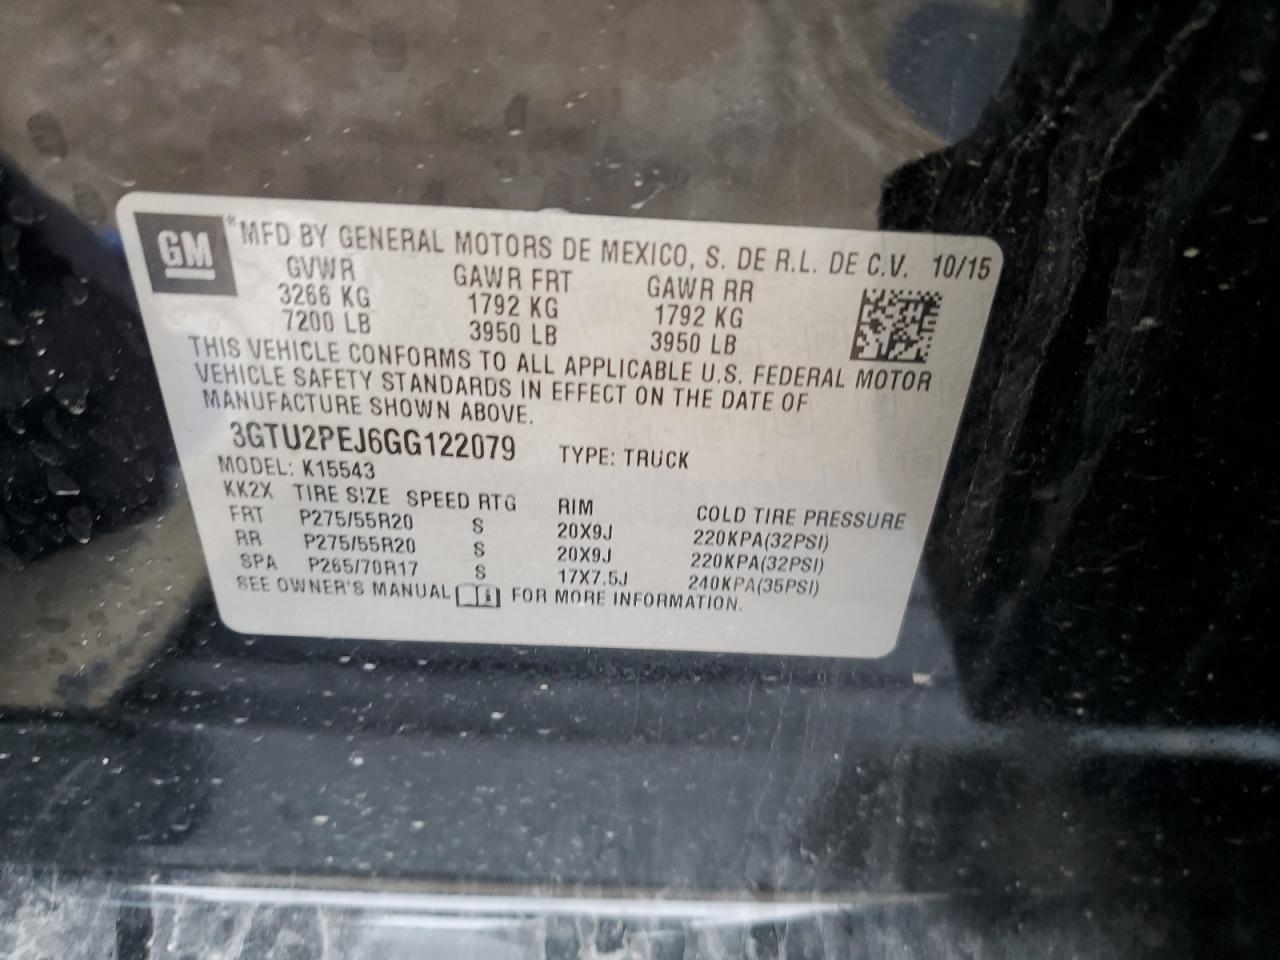 GM ® MFD BY GENERAL MOTORS DE MEXICO, S. DE R.L. DE C.V. 10/15
GVWR GAWR FRT GAWR RR
3266 KG 1792 KG 1792 KG
7200 LB 3950 LB 3950 LB
THIS VEHICLE CONFORMS TO ALL APPLICABLE U.S. FEDERAL MOTOR
VEHICLE SAFETY STANDARDS IN EFFECT ON THE DATE OF
MANUFACTURE SHOWN ABOVE.
3GTU2PEJ6GG122079 TYPE: TRUCK
MODEL: K15543
KK2X TIRE SIZE SPEED RTG RIM COLD TIRE PRESSURE
FRT P275/55R20 S 20X9J 220KPA(32PSI)
RR P275/55R20 S 20X9J 220KPA(32PSI)
SPA P265/70R17 S 17X7.5J 240KPA(35PSI)
SEE OWNER'S MANUAL FOR MORE INFORMATION.